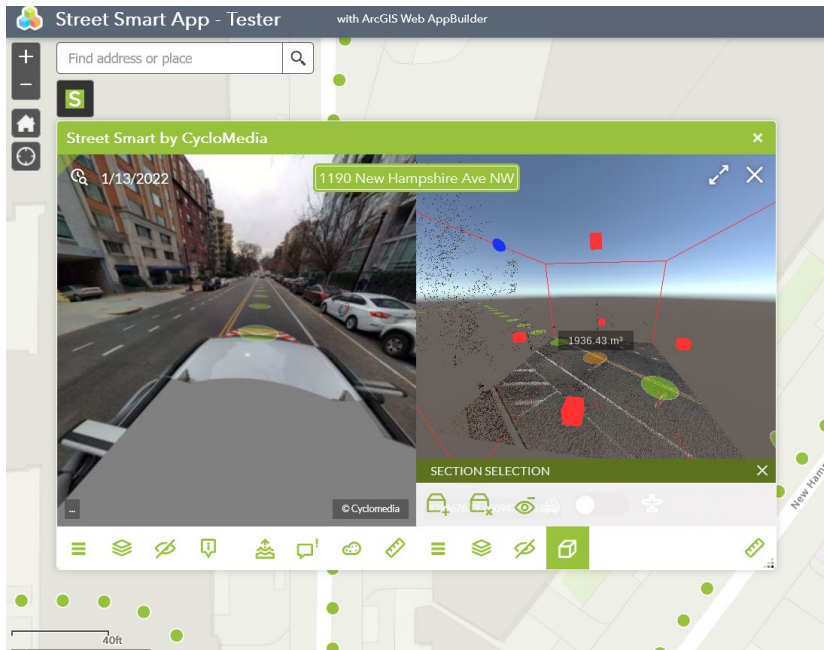 Street Smart App - Tester
with ArcGIS Web AppBuilder
+
Find address or place
−
S
Street Smart by CycloMedia
×
1/13/2022
1190 New Hampshire Ave NW
1936.43 m³
SECTION SELECTION
...
© Cyclomedia
New Ham
40ft